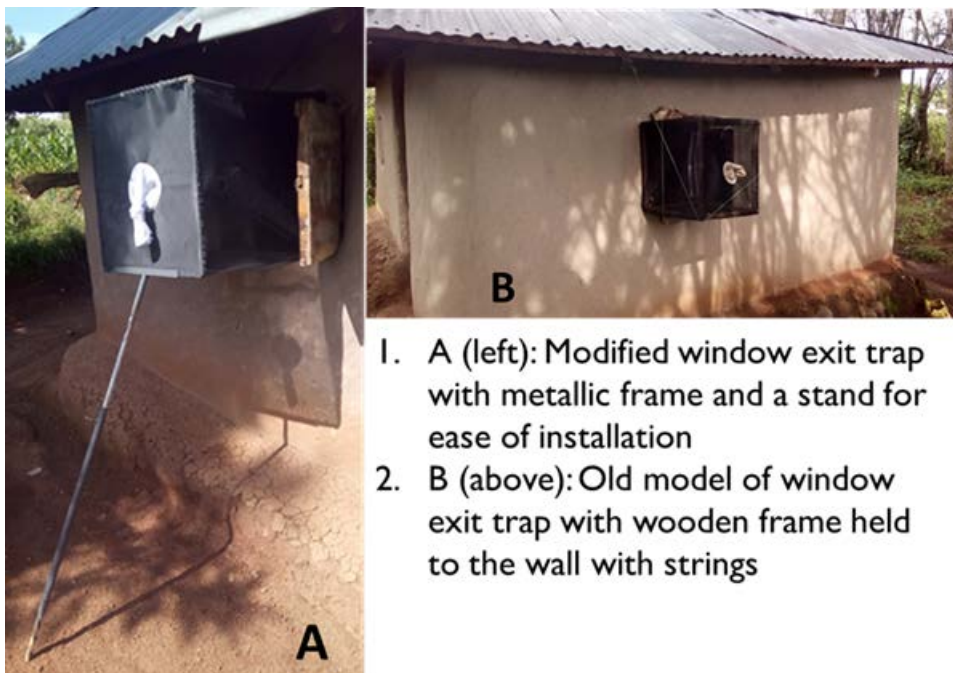 B
1. A (left): Modified window exit trap
with metallic frame and a stand for
ease of installation
2. B (above): Old model of window
exit trap with wooden frame held
to the wall with strings
A